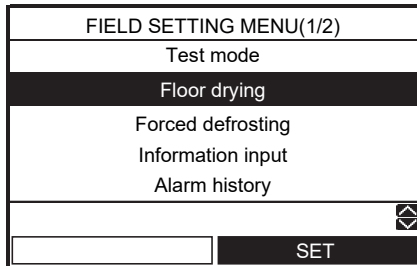 FIELD SETTING MENU(1/2)
Test mode
Floor drying
Forced defrosting
Information input
Alarm history
SET